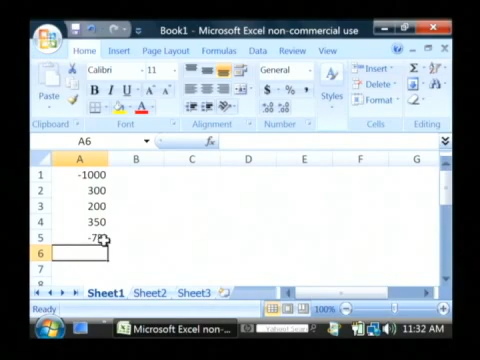 Book1 - Microsoft Excel non-commercial use
Home Insert Page Layout Formulas Data Review View
Calibri 11 General Insert Σ
B I U A $ % , Delete
Paste Styles Format
Clipboard Font Alignment Number Cells Editing
A6 fx
A B C D E F G
1 -1000
2 300
3 200
4 350
5
6
7
8
Sheet1 Sheet2 Sheet3
Ready 100%
Microsoft Excel non-... 11:32 AM